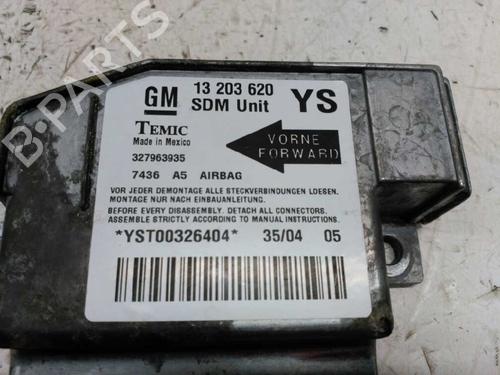 B-PARTS
GM 13 203 620 YS
SDM Unit
TEMIC
Made in Mexico
VORNE
FORWARD
327963935
7436 A5 AIRBAG
VOR JEDER DEMONTAGE ALLE STECKVERBINDUNGEN LOESEN.
MONTAGE NUR NACH EINBAUANLEITUNG.
BEFORE EVERY DISASSEMBLY, DETACH ALL CONNECTORS.
ASSEMBLE STRICTLY ACCORDING TO MANUAL INSTRUMENTS.
*YST00326404* 35/04 05